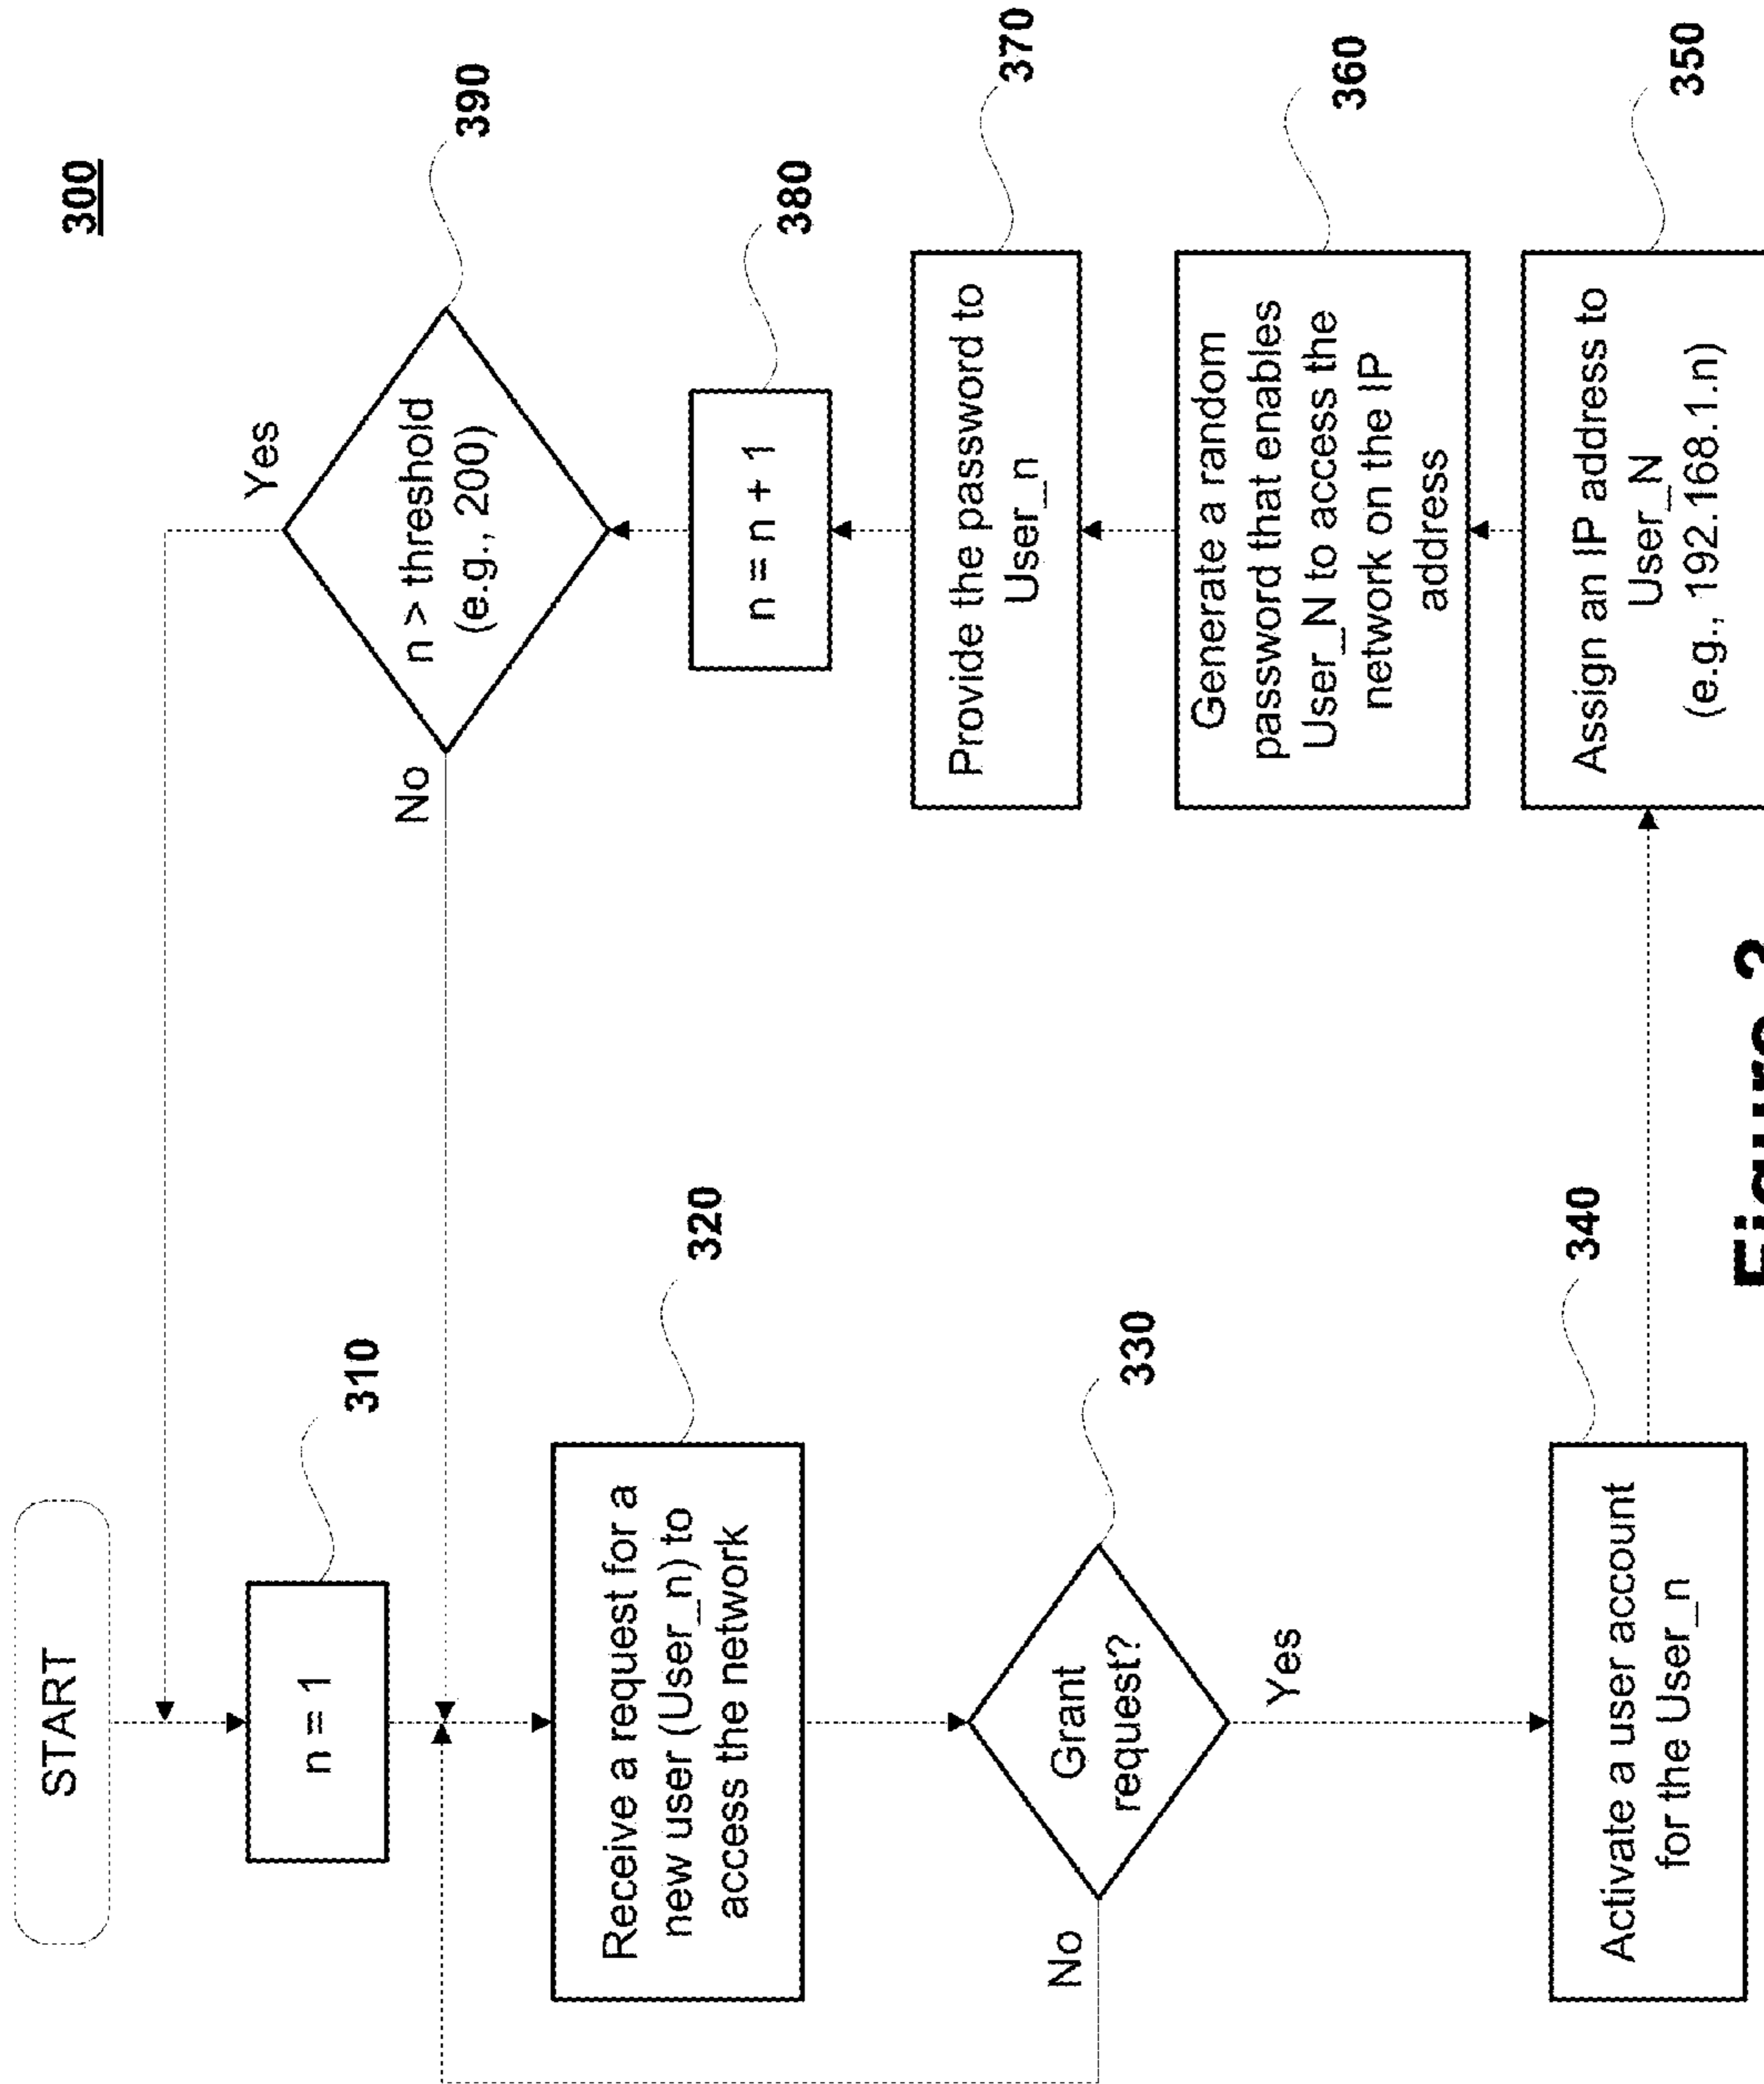 300
START
n = 1
310
Receive a request for a
new user (User_n) to
access the network
320
Grant
request?
330
No
Yes
Activate a user account
for the User_n
340
Assign an IP address to
User_N
(e.g., 192.168.1.n)
350
Generate a random
password that enables
User_N to access the
network on the IP
address
360
Provide the password to
User_n
370
n = n + 1
380
n > threshold
(e.g., 200)
390
Yes
No
Figure